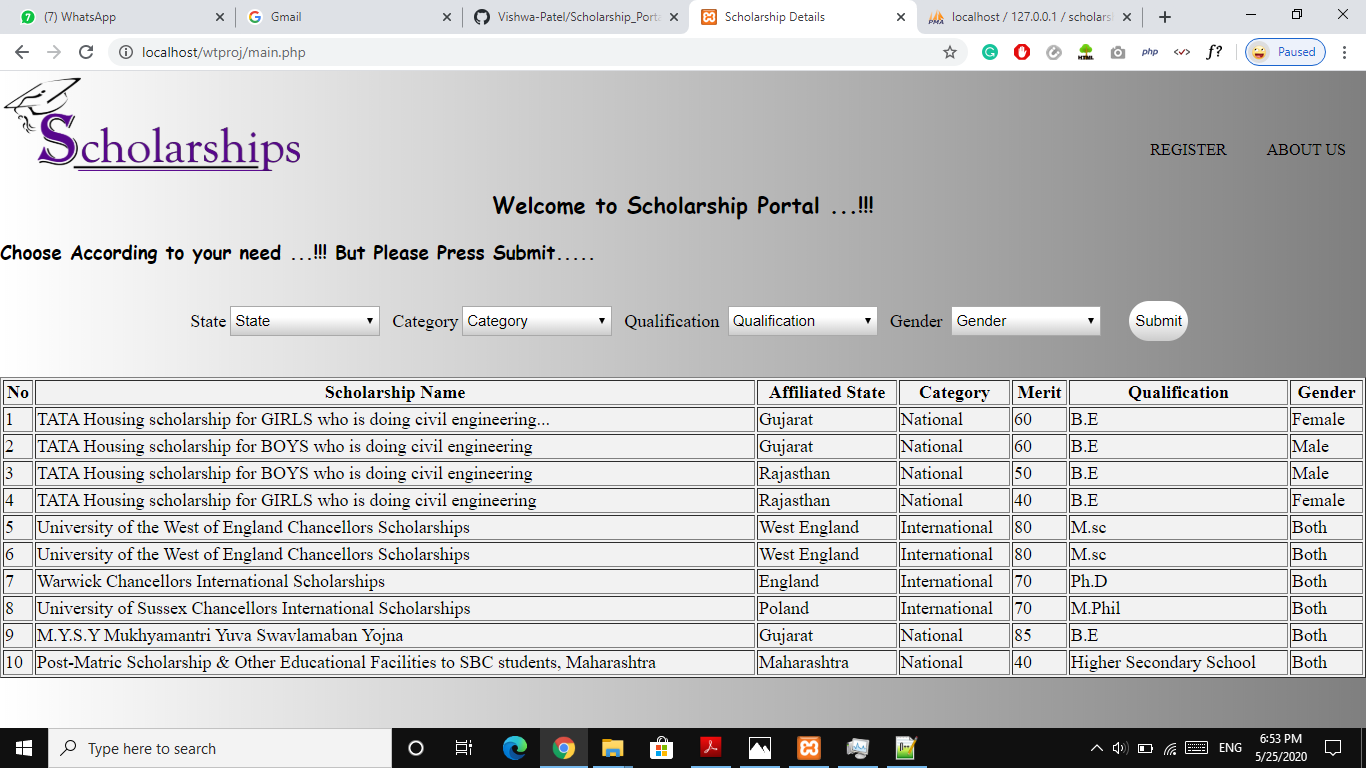 (7) WhatsApp
Gmail
Vishwa-Patel/Scholarship_Porta
Scholarship Details
localhost / 127.0.0.1 / scholars
localhost/wtproj/main.php
HTML php f? Paused
Scholarships
REGISTER ABOUT US
Welcome to Scholarship Portal ...!!!
Choose According to your need ...!!! But Please Press Submit.....
State State Category Category Qualification Qualification Gender Gender Submit
No Scholarship Name Affiliated State Category Merit Qualification Gender
1 TATA Housing scholarship for GIRLS who is doing civil engineering... Gujarat National 60 B.E Female
2 TATA Housing scholarship for BOYS who is doing civil engineering Gujarat National 60 B.E Male
3 TATA Housing scholarship for BOYS who is doing civil engineering Rajasthan National 50 B.E Male
4 TATA Housing scholarship for GIRLS who is doing civil engineering Rajasthan National 40 B.E Female
5 University of the West of England Chancellors Scholarships West England International 80 M.sc Both
6 University of the West of England Chancellors Scholarships West England International 80 M.sc Both
7 Warwick Chancellors International Scholarships England International 70 Ph.D Both
8 University of Sussex Chancellors International Scholarships Poland International 70 M.Phil Both
9 M.Y.S.Y Mukhyamantri Yuva Swavlamaban Yojna Gujarat National 85 B.E Both
10 Post-Matric Scholarship & Other Educational Facilities to SBC students, Maharashtra Maharashtra National 40 Higher Secondary School Both
Type here to search
ENG
6:53 PM
5/25/2020